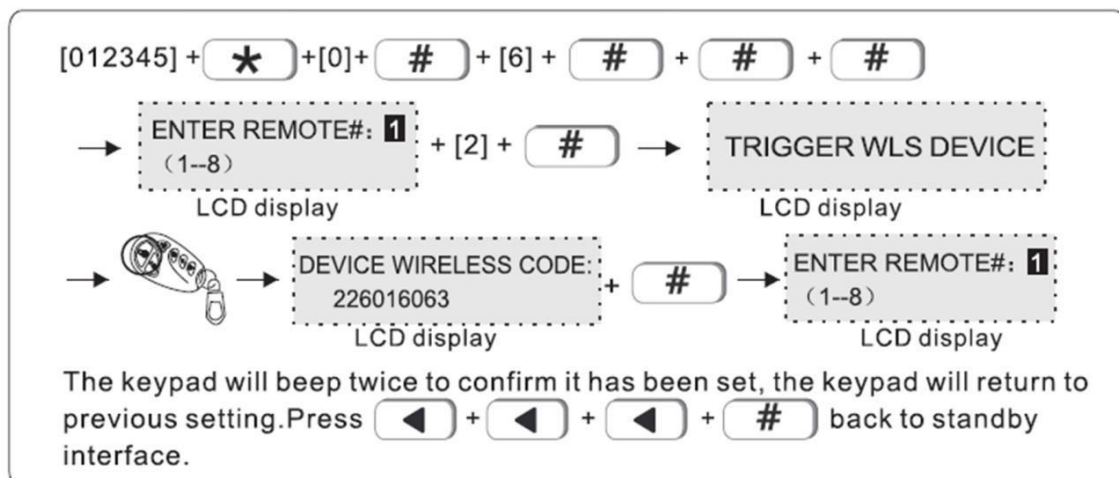 [012345] + * +[0]+ # + [6] + # + # + #
ENTER REMOTE#: 1 + [2] + # TRIGGER WLS DEVICE
(1--8)
LCD display LCD display
DEVICE WIRELESS CODE: + # ENTER REMOTE#: 1
226016063 (1--8)
LCD display LCD display
The keypad will beep twice to confirm it has been set, the keypad will return to
previous setting.Press ◀ + ◀ + ◀ + # back to standby
interface.